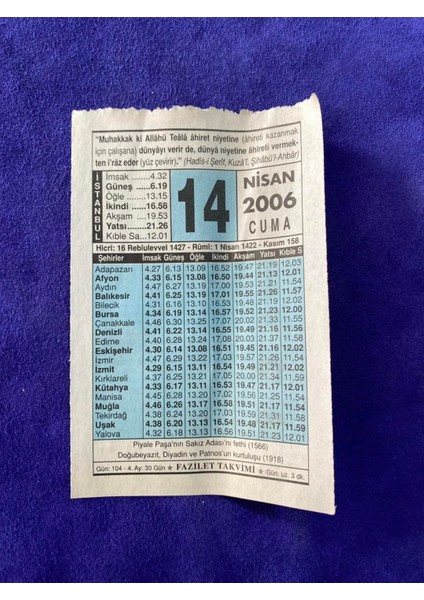 "Muhakkak ki Allâhü Teâlâ âhiret niyetine (âhireti kazanmak
için çalışana) dünyâyı verir de, dünyâ niyetine âhireti vermek-
ten i'râz eder (yüz çevirir)." (Hadîs-i Şerîf, Kuzâ'î, Şihâbü'l-Ahbâr)
İSTANBUL
İmsak ........4.32
Güneş ......6.19
Öğle ........13.15
İkindi .....16.58
Akşam ....19.53
Yatsı.......21.26
Kıble Sa...12.01
14
NİSAN
2006
CUMA
Hicrî: 16 Rebiulevvel 1427 - Rûmî: 1 Nisan 1422 - Kasım 158
Şehirler İmsak Güneş Öğle İkindi Akşam Yatsı Kıble S
Adapazarı 4.27 6.13 13.09 16.52 19.47 21.19 12.03
Afyon 4.33 6.15 13.08 16.50 19.44 21.13 12.01
Aydın 4.47 6.27 13.19 17.00 19.53 21.21 11.54
Balıkesir 4.41 6.25 13.19 17.01 19.55 21.26 11.57
Bilecik 4.31 6.16 13.10 16.53 19.48 21.19 12.02
Bursa 4.34 6.19 13.14 16.57 19.52 21.23 12.00
Çanakkale 4.46 6.30 13.25 17.07 20.02 21.33 11.55
Denizli 4.41 6.22 13.14 16.55 19.49 21.16 11.56
Edirne 4.40 6.28 13.24 17.08 20.03 21.37 11.58
Eskişehir 4.30 6.14 13.08 16.51 19.45 21.16 12.02
İzmir 4.47 6.29 13.22 17.03 19.57 21.26 11.54
İzmit 4.29 6.15 13.11 16.54 19.49 21.21 12.02
Kırklareli 4.37 6.25 13.21 17.05 20.00 21.34 11.59
Kütahya 4.33 6.17 13.11 16.53 19.47 21.17 12.01
Manisa 4.45 6.28 13.20 17.02 19.56 21.25 11.54
Muğla 4.46 6.26 13.17 16.58 19.51 21.17 11.54
Tekirdağ 4.38 6.24 13.20 17.03 19.59 21.31 11.58
Uşak 4.38 6.20 13.13 16.54 19.48 21.17 11.59
Yalova 4.32 6.18 13.13 16.56 19.51 21.23 12.01
Piyale Paşa'nın Sakız Adası'nı fethi (1566)
Doğubeyazıt, Diyadin ve Patnos'un kurtuluşu (1918)
Gün: 104 - 4. Ay; 30 Gün ★ FAZİLET TAKVİMİ ★ Gün. uz. 3 dk.